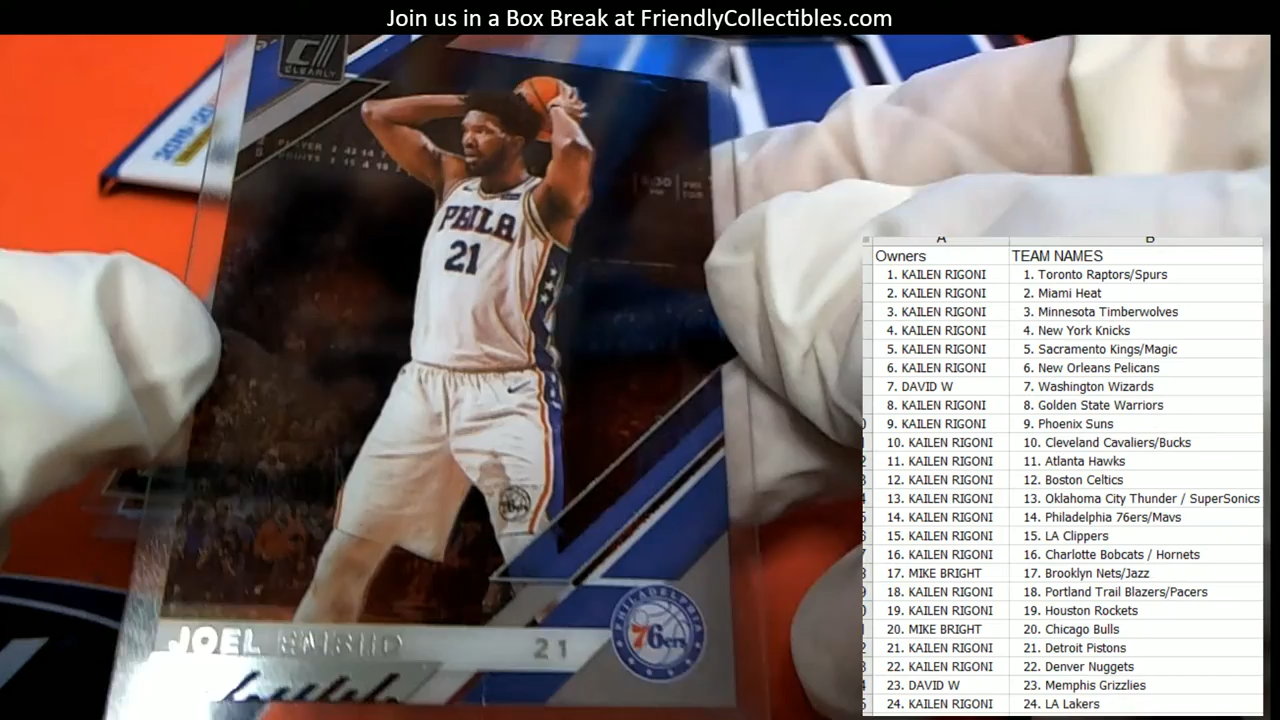 Join us in a Box Break at FriendlyCollectibles.com
CLEARLY
PLAYER
POINTS
PHILA
21
76ers
JOEL EMBIID
21
PHILADELPHIA
76ers
A B
Owners TEAM NAMES
1. KAILEN RIGONI 1. Toronto Raptors/Spurs
2. KAILEN RIGONI 2. Miami Heat
3. KAILEN RIGONI 3. Minnesota Timberwolves
4. KAILEN RIGONI 4. New York Knicks
5. KAILEN RIGONI 5. Sacramento Kings/Magic
6. KAILEN RIGONI 6. New Orleans Pelicans
7. DAVID W 7. Washington Wizards
8. KAILEN RIGONI 8. Golden State Warriors
9. KAILEN RIGONI 9. Phoenix Suns
10. KAILEN RIGONI 10. Cleveland Cavaliers/Bucks
11. KAILEN RIGONI 11. Atlanta Hawks
12. KAILEN RIGONI 12. Boston Celtics
13. KAILEN RIGONI 13. Oklahoma City Thunder / SuperSonics
14. KAILEN RIGONI 14. Philadelphia 76ers/Mavs
15. KAILEN RIGONI 15. LA Clippers
16. KAILEN RIGONI 16. Charlotte Bobcats / Hornets
17. MIKE BRIGHT 17. Brooklyn Nets/Jazz
18. KAILEN RIGONI 18. Portland Trail Blazers/Pacers
19. KAILEN RIGONI 19. Houston Rockets
20. MIKE BRIGHT 20. Chicago Bulls
21. KAILEN RIGONI 21. Detroit Pistons
22. KAILEN RIGONI 22. Denver Nuggets
23. DAVID W 23. Memphis Grizzlies
24. KAILEN RIGONI 24. LA Lakers